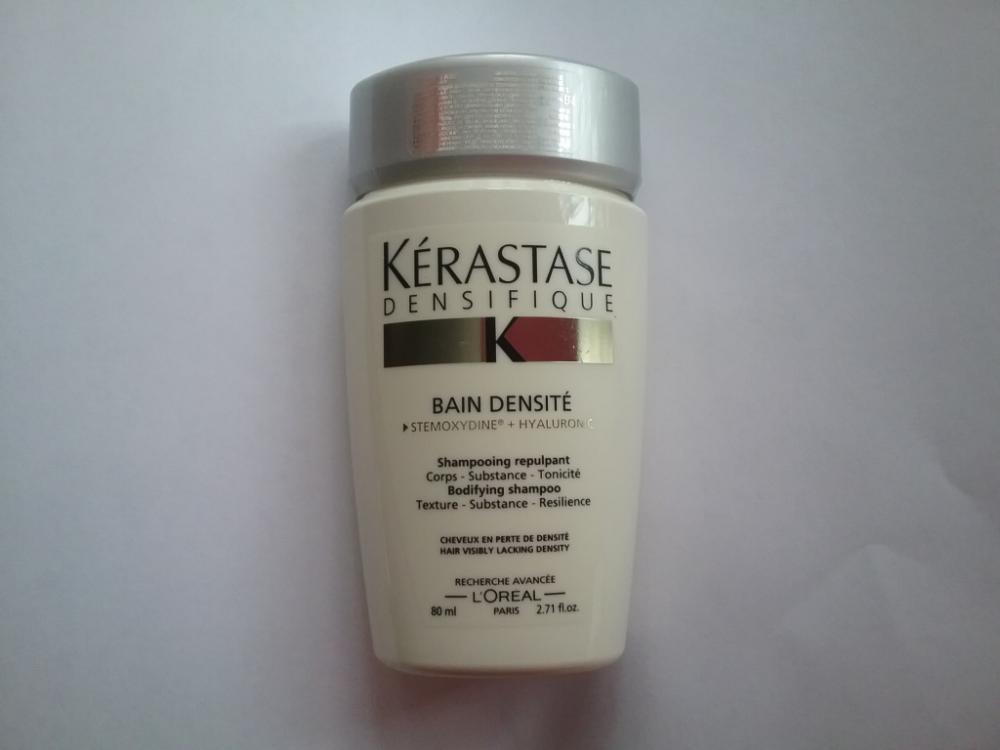 KÉRASTASE
DENSIFIQUE
K
BAIN DENSITÉ
STEMOXYDINE® + HYALURONIC
Shampooing repulpant
Corps - Substance - Tonicité
Bodifying shampoo
Texture - Substance - Resilience
CHEVEUX EN PERTE DE DENSITÉ
HAIR VISIBLY LACKING DENSITY
RECHERCHE AVANCÉE
L'ORÉAL
80 ml PARIS 2.71 fl.oz.